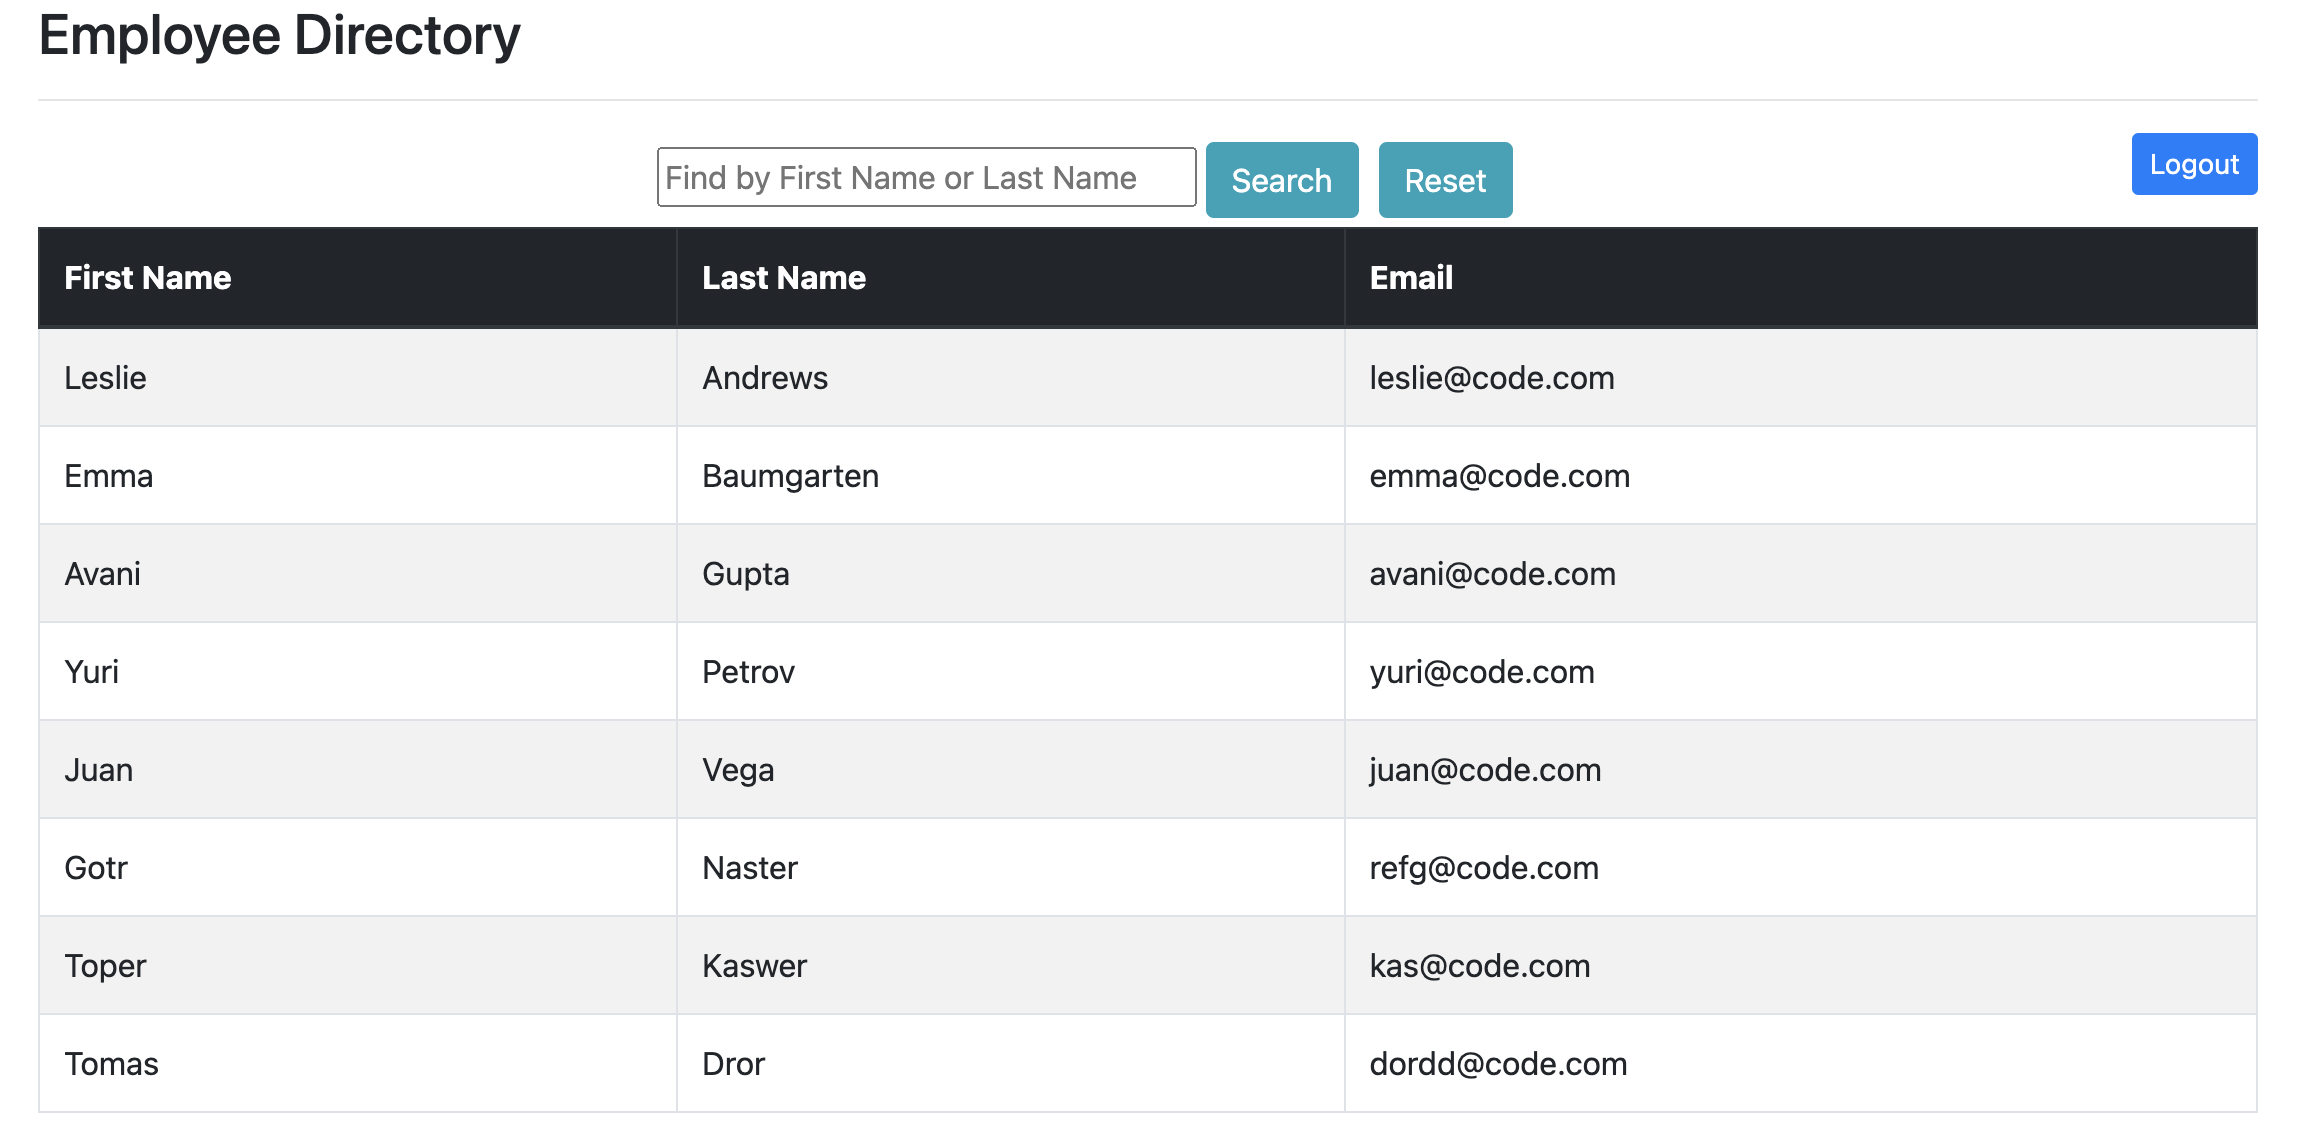 Employee Directory
Find by First Name or Last Name Search Reset Logout
First Name Last Name Email
Leslie Andrews leslie@code.com
Emma Baumgarten emma@code.com
Avani Gupta avani@code.com
Yuri Petrov yuri@code.com
Juan Vega juan@code.com
Gotr Naster refg@code.com
Toper Kaswer kas@code.com
Tomas Dror dordd@code.com